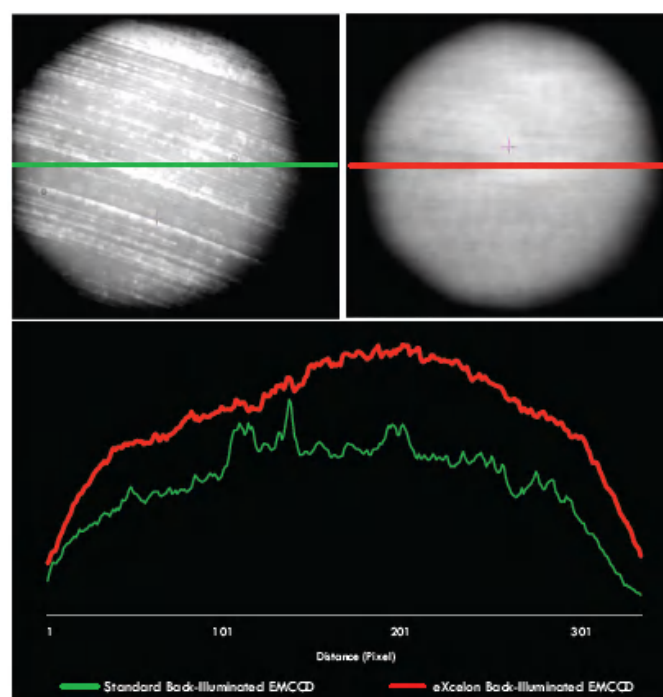 1 101 201 301
Distance (Pixel)
Standard Back-Illuminated EMCCD eXcelon Back-Illuminated EMCCD